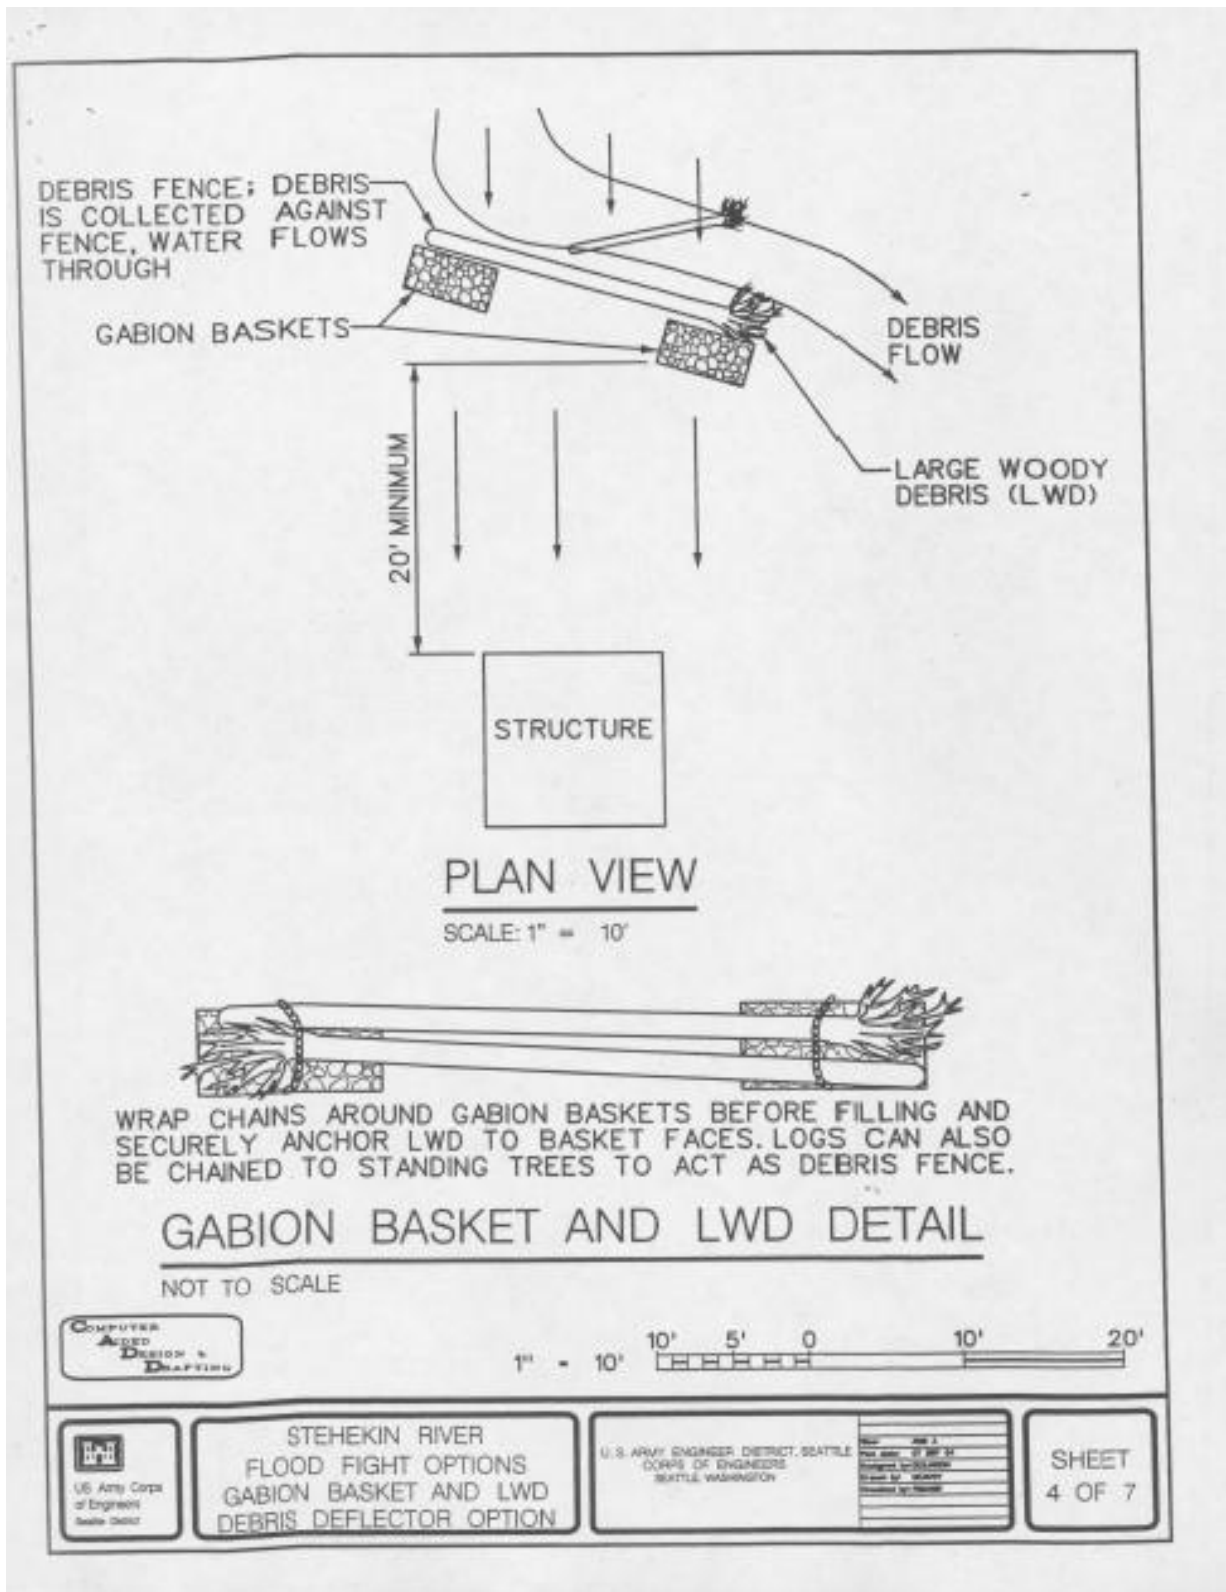 DEBRIS FENCE; DEBRIS
IS COLLECTED AGAINST
FENCE, WATER FLOWS
THROUGH
GABION BASKETS
DEBRIS
FLOW
LARGE WOODY
DEBRIS (LWD)
20' MINIMUM
STRUCTURE
PLAN VIEW
SCALE: 1" = 10'
WRAP CHAINS AROUND GABION BASKETS BEFORE FILLING AND
SECURELY ANCHOR LWD TO BASKET FACES. LOGS CAN ALSO
BE CHAINED TO STANDING TREES TO ACT AS DEBRIS FENCE.
GABION BASKET AND LWD DETAIL
NOT TO SCALE
COMPUTER
AIDED
DESIGN &
DRAFTING
1" = 10'
10' 5' 0 10' 20'
US Army Corps
of Engineers
Seattle District
STEHEKIN RIVER
FLOOD FIGHT OPTIONS
GABION BASKET AND LWD
DEBRIS DEFLECTOR OPTION
U.S. ARMY ENGINEER DISTRICT, SEATTLE
CORPS OF ENGINEERS
SEATTLE, WASHINGTON
SHEET
4 OF 7